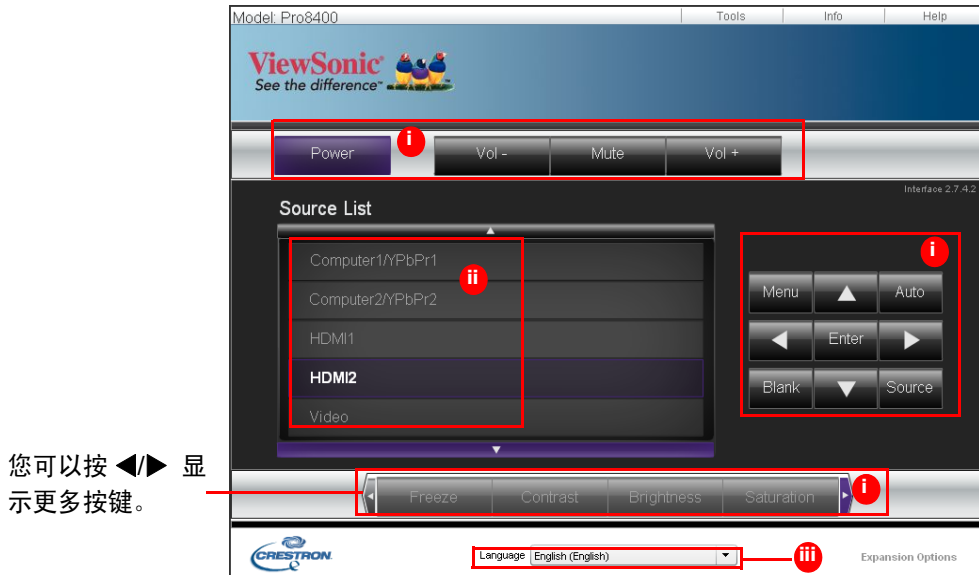 Model: Pro8400
Tools Info Help
ViewSonic®
See the difference™
Power i Vol - Mute Vol +
Interface 2.7.4.2
Source List
i
Computer1/YPbPr1
ii
Computer2/YPbPr2
Menu Auto
HDMI1
Enter
HDMI2
Blank Source
Video
您可以按 ◀/▶ 显
示更多按键。
Freeze Contrast Brightness Saturation i
CRESTRON
Language English (English) iii Expansion Options